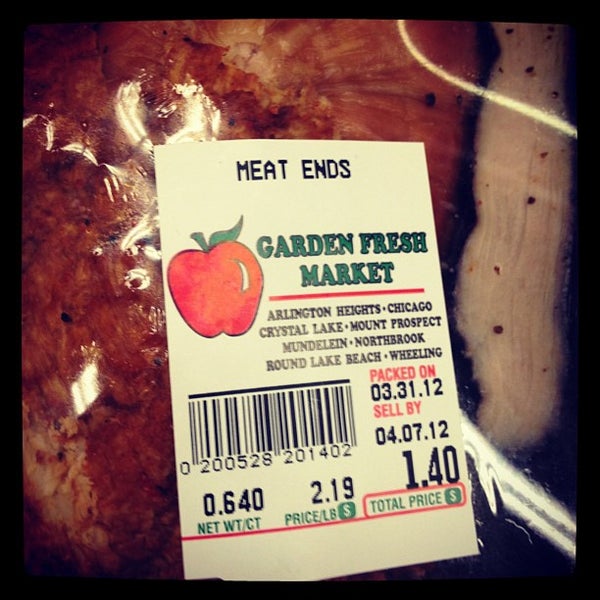 MEAT ENDS
GARDEN FRESH
MARKET
ARLINGTON HEIGHTS • CHICAGO
CRYSTAL LAKE • MOUNT PROSPECT
MUNDELEIN • NORTHBROOK
ROUND LAKE BEACH • WHEELING
PACKED ON
03.31.12
SELL BY
04.07.12
0 200528 201402
0.640 2.19 1.40
NET WT/CT PRICE/LB $ TOTAL PRICE $